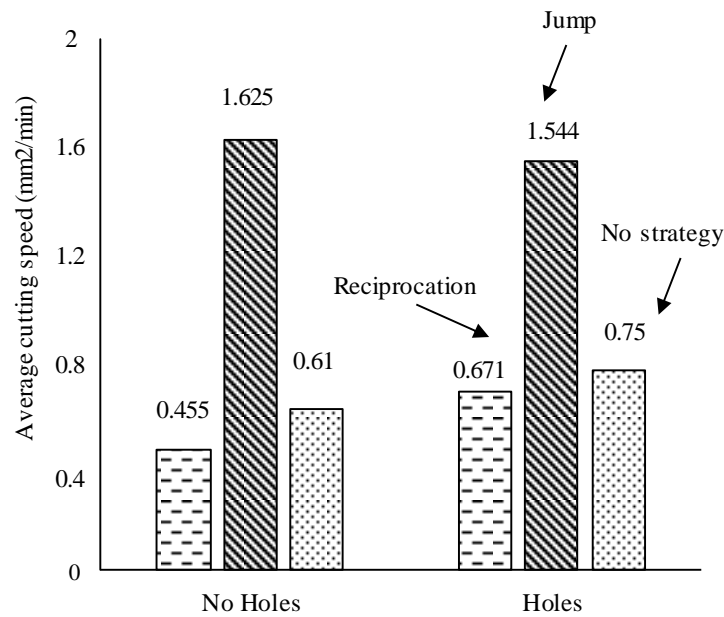 Jump
2
1.625
1.544
1.6
Average cutting speed (mm2/min)
1.2
No strategy
Reciprocation
0.75
0.8
0.61
0.671
0.455
0.4
0
No Holes
Holes